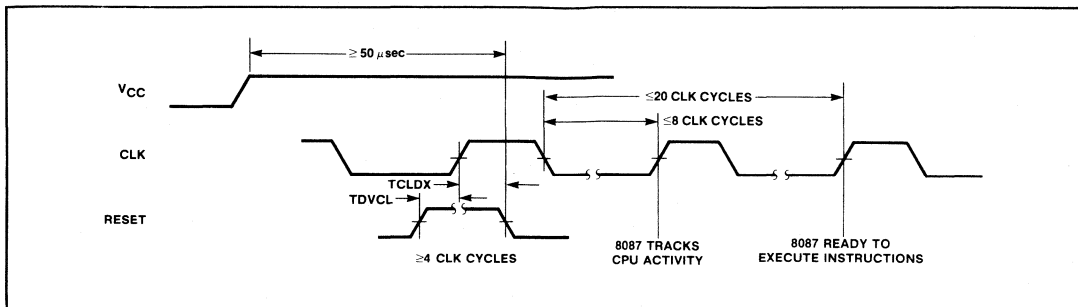 ≥ 50 μsec
VCC
≤20 CLK CYCLES
≤8 CLK CYCLES
CLK
TCLDX
TDVCL
RESET
≥4 CLK CYCLES
8087 TRACKS
CPU ACTIVITY
8087 READY TO
EXECUTE INSTRUCTIONS